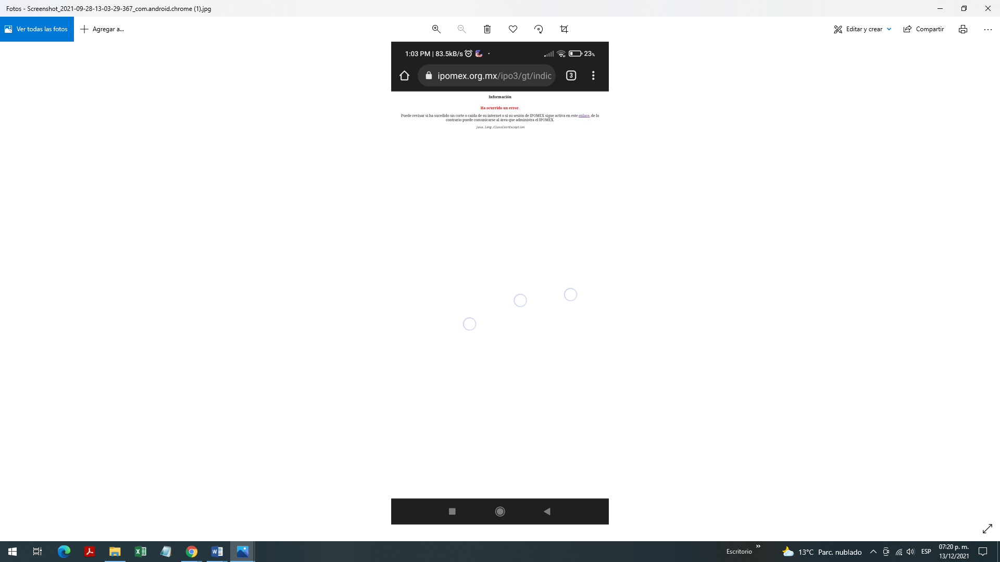 Fotos - Screenshot_2021-09-28-13-03-29-367_com.android.chrome (1).jpg
Ver todas las fotos
Agregar a...
Editar y crear
Compartir
1:03 PM | 83.5kB/s
23%
ipomex.org.mx/ipo3/gt/indic
3
Información
Ha ocurrido un error.
Puede revisar si ha sucedido un corte o caída de su internet o si su sesión de IPOMEX sigue activa en este enlace, de lo
contrario puede comunicarse al área que administra el IPOMEX.
java.lang.ClassCastException
Escritorio
13°C Parc. nublado
ESP
07:20 p. m.
13/12/2021